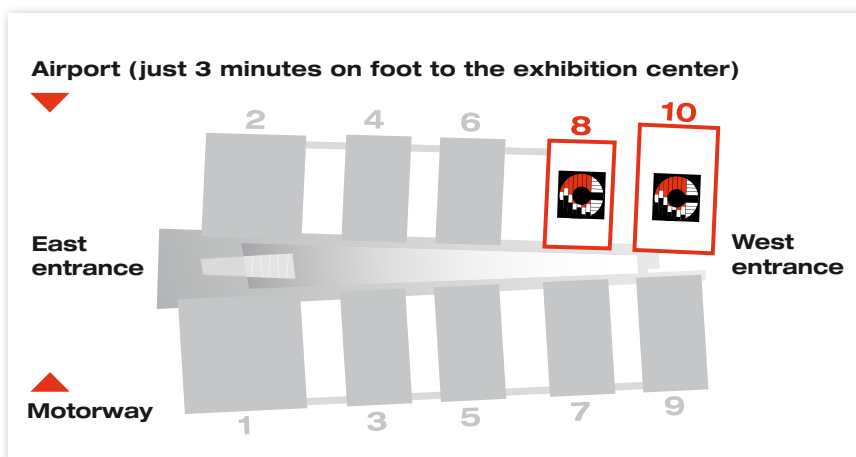 Airport (just 3 minutes on foot to the exhibition center)
2 4 6 8 10
East
entrance
West
entrance
Motorway
1 3 5 7 9